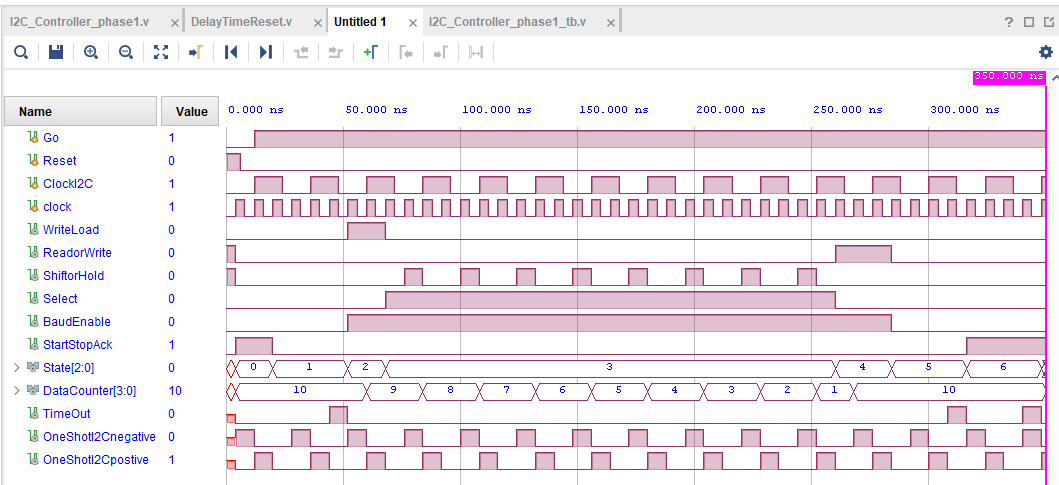 I2C_Controller_phase1.v DelayTimeReset.v Untitled 1 I2C_Controller_phase1_tb.v
350.000 ns
Name Value 0.000 ns 50.000 ns 100.000 ns 150.000 ns 200.000 ns 250.000 ns 300.000 ns
Go 1
Reset 0
ClockI2C 1
clock 1
WriteLoad 0
ReadorWrite 0
ShiftorHold 0
Select 0
BaudEnable 0
StartStopAck 1
State[2:0] 0 0 1 2 3 4 5 6
DataCounter[3:0] 10 10 9 8 7 6 5 4 3 2 1 10
TimeOut 0
OneShotI2Cnegative 0
OneShotI2Cpostive 1